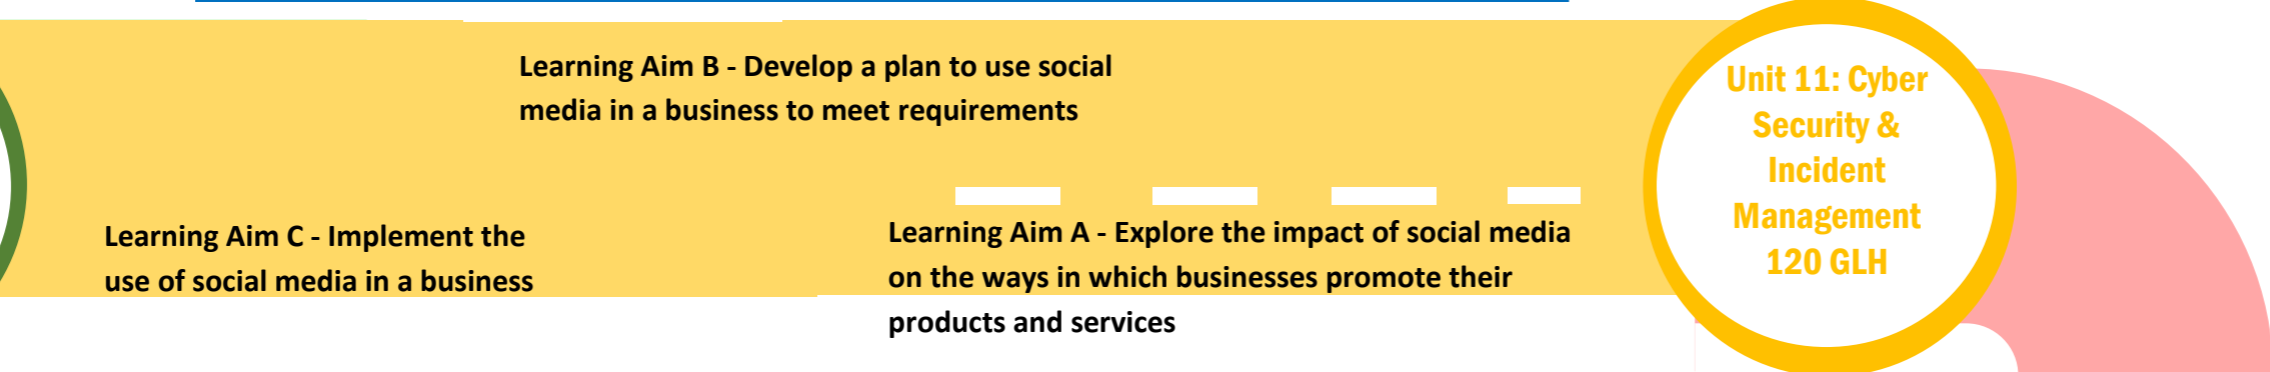 Learning Aim B - Develop a plan to use social
media in a business to meet requirements
Unit 11: Cyber
Security &
Incident
Management
120 GLH
Learning Aim C - Implement the
use of social media in a business
Learning Aim A - Explore the impact of social media
on the ways in which businesses promote their
products and services